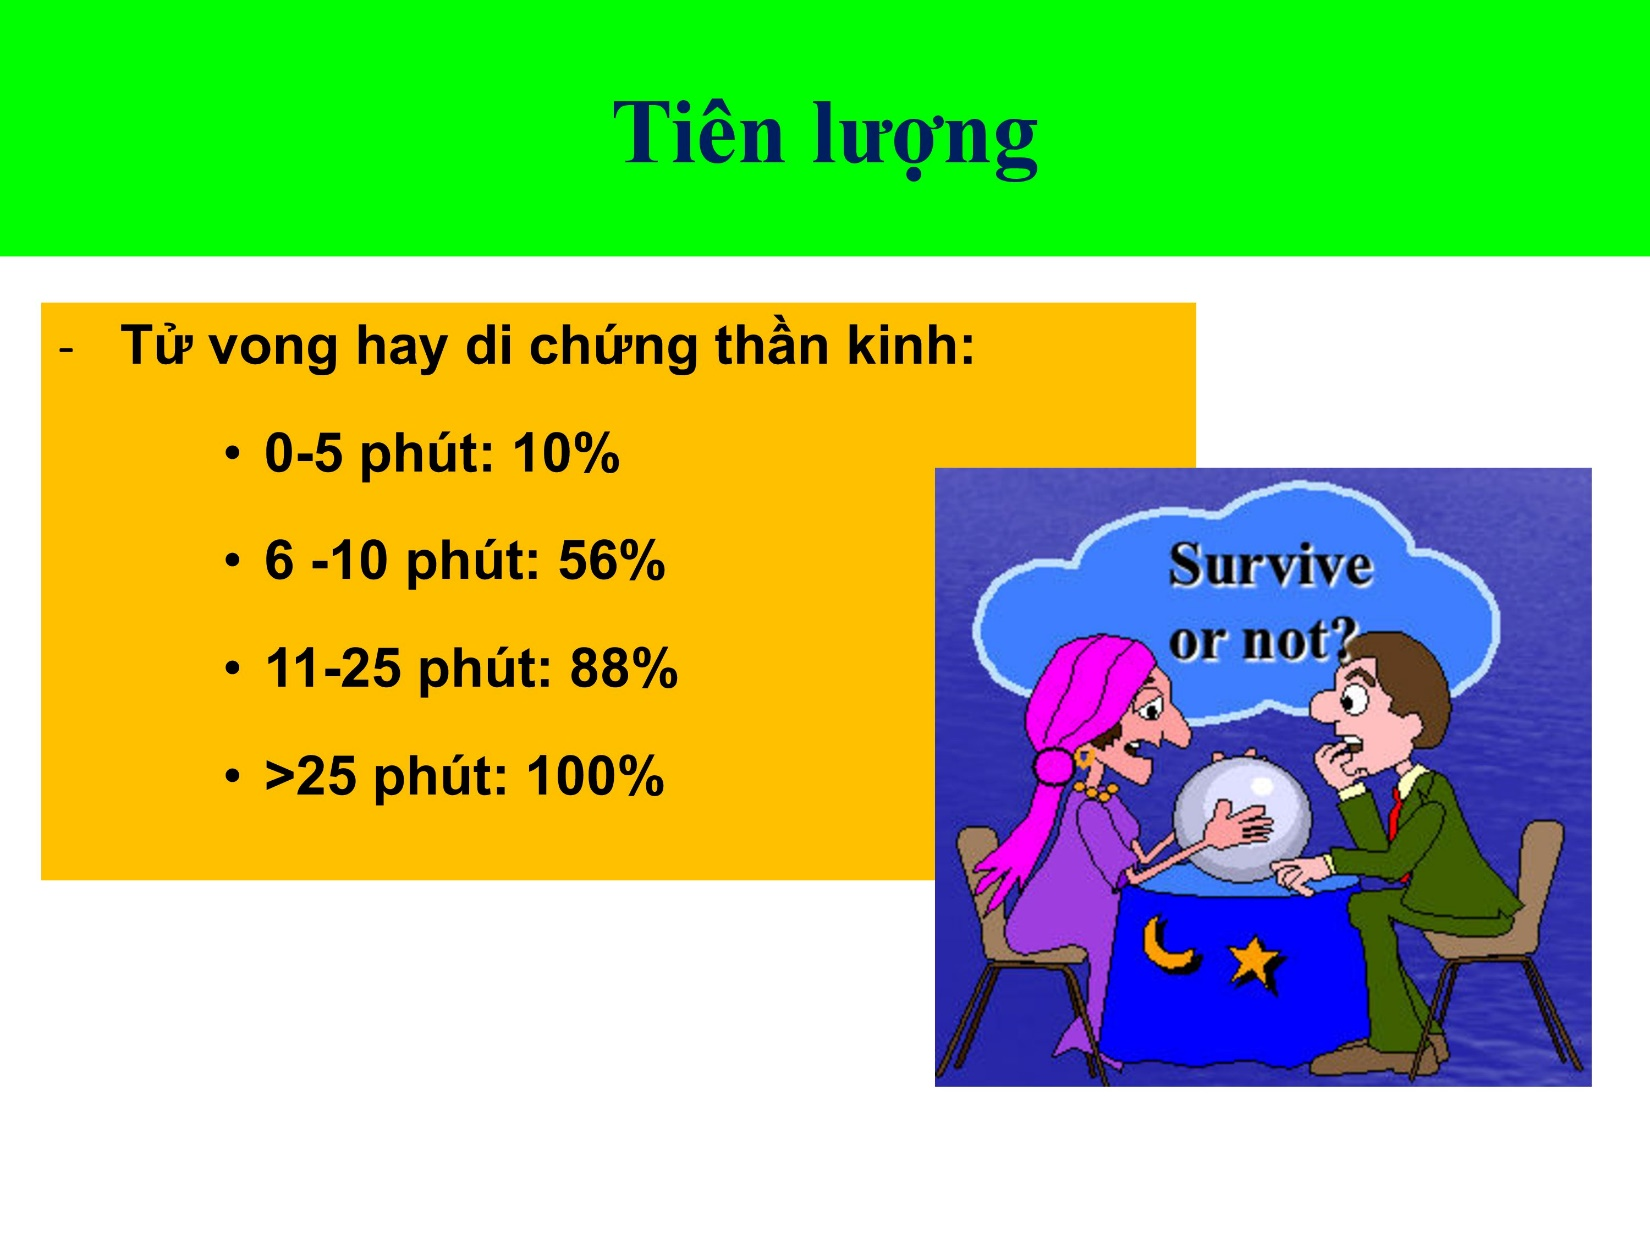 Tiên lượng
- Tử vong hay di chứng thần kinh:
• 0-5 phút: 10%
• 6 -10 phút: 56%
• 11-25 phút: 88%
• >25 phút: 100%
Survive
or not?